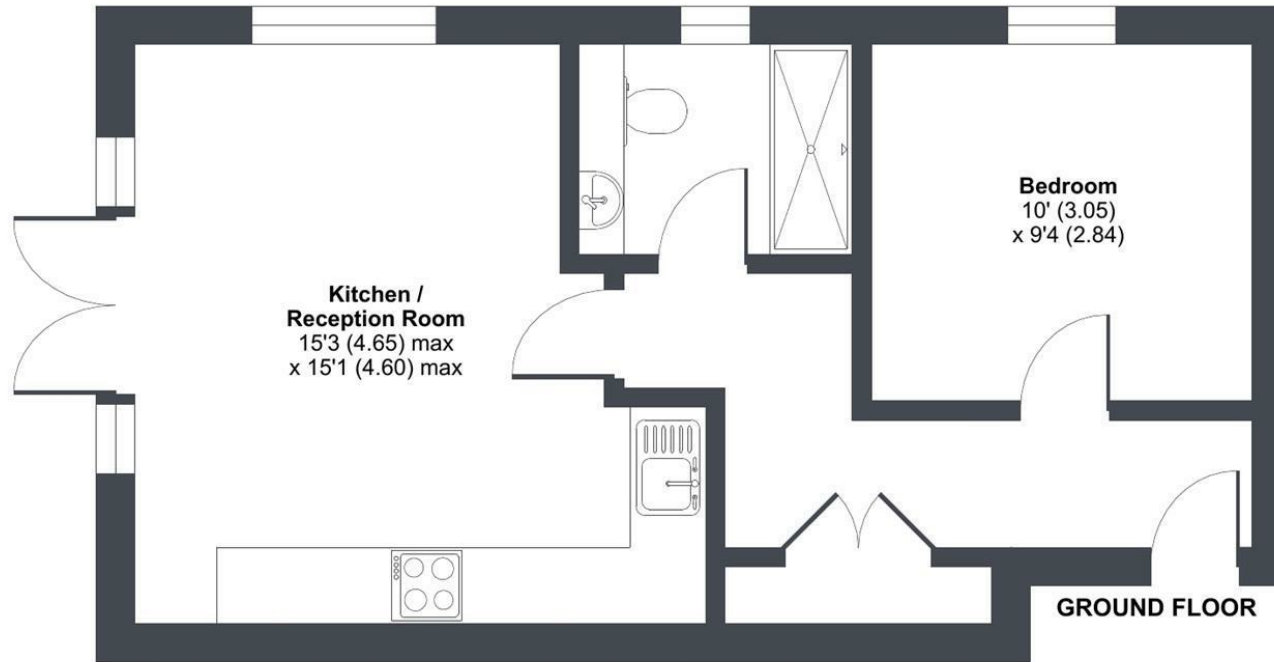 Kitchen /
Reception Room
15'3 (4.65) max
x 15'1 (4.60) max
Bedroom
10' (3.05)
x 9'4 (2.84)
GROUND FLOOR